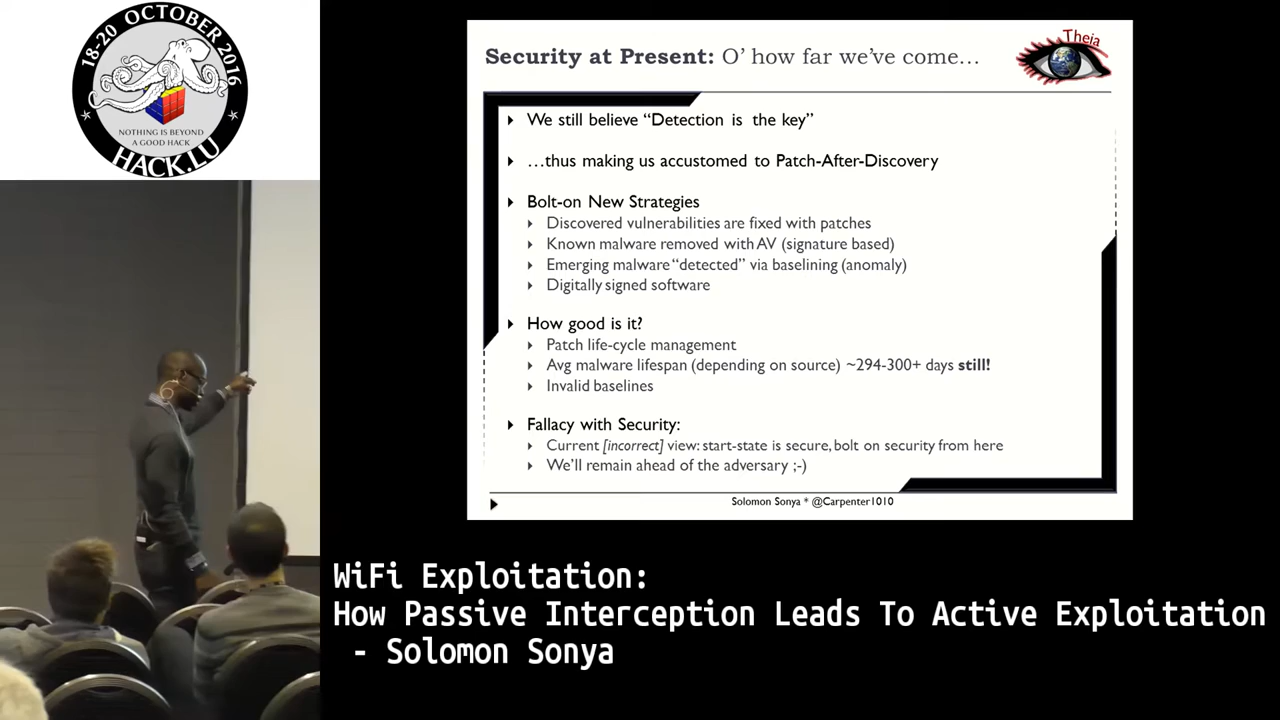 18-20 OCTOBER 2016
NOTHING IS BEYOND
A GOOD HACK
HACK.LU
Security at Present: O' how far we've come…
Theia
We still believe “Detection is the key”
…thus making us accustomed to Patch-After-Discovery
Bolt-on New Strategies
Discovered vulnerabilities are fixed with patches
Known malware removed with AV (signature based)
Emerging malware “detected” via baselining (anomaly)
Digitally signed software
How good is it?
Patch life-cycle management
Avg malware lifespan (depending on source) ~294-300+ days still!
Invalid baselines
Fallacy with Security:
Current [incorrect] view: start-state is secure, bolt on security from here
We'll remain ahead of the adversary ;-)
Solomon Sonya * @Carpenter1010
WiFi Exploitation:
How Passive Interception Leads To Active Exploitation
- Solomon Sonya